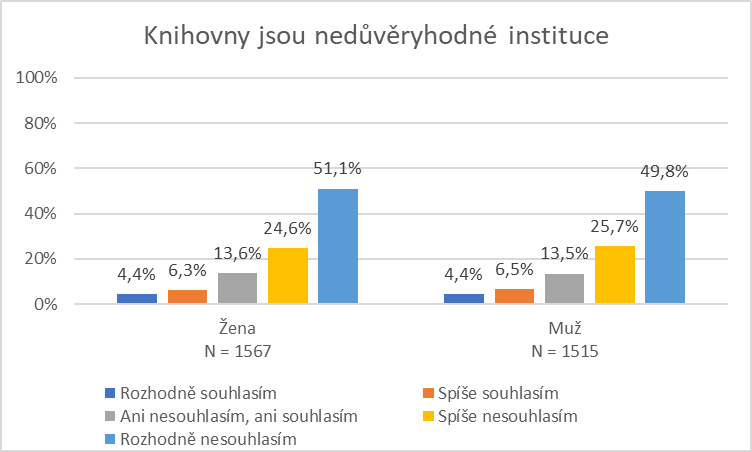 Knihovny jsou nedůvěryhodné instituce
100%
80%
60%
40%
20%
0%
4,4% 6,3% 13,6% 24,6% 51,1%
4,4% 6,5% 13,5% 25,7% 49,8%
Žena Muž
N = 1567 N = 1515
Rozhodně souhlasím Spíše souhlasím
Ani nesouhlasím, ani souhlasím Spíše nesouhlasím
Rozhodně nesouhlasím